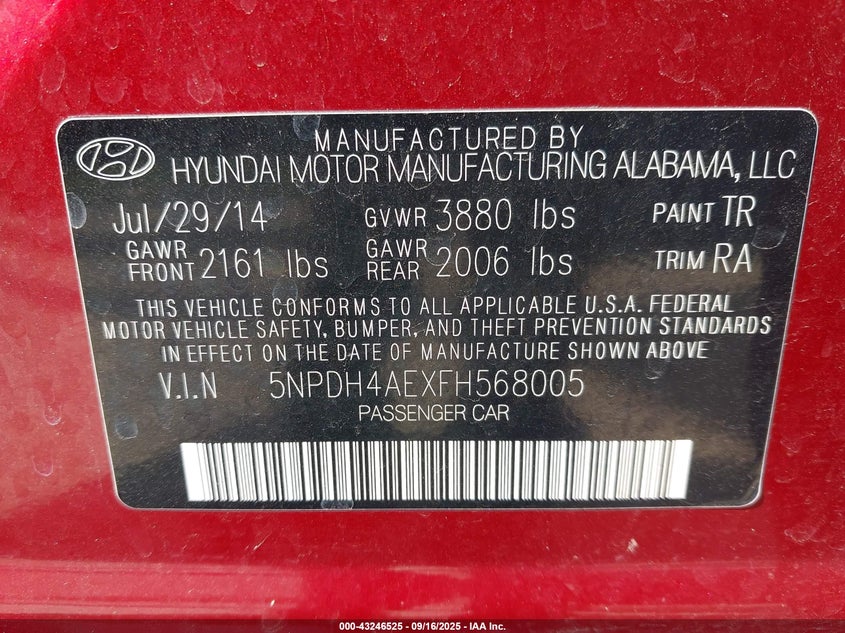 MANUFACTURED BY
HYUNDAI MOTOR MANUFACTURING ALABAMA, LLC
Jul/29/14 GVWR 3880 lbs PAINT TR
GAWR FRONT 2161 lbs GAWR REAR 2006 lbs TRIM RA
THIS VEHICLE CONFORMS TO ALL APPLICABLE U.S.A. FEDERAL
MOTOR VEHICLE SAFETY, BUMPER, AND THEFT PREVENTION STANDARDS
IN EFFECT ON THE DATE OF MANUFACTURE SHOWN ABOVE
V.I.N 5NPDH4AEXFH568005
PASSENGER CAR
000-43246525 - 09/16/2025 - IAA Inc.